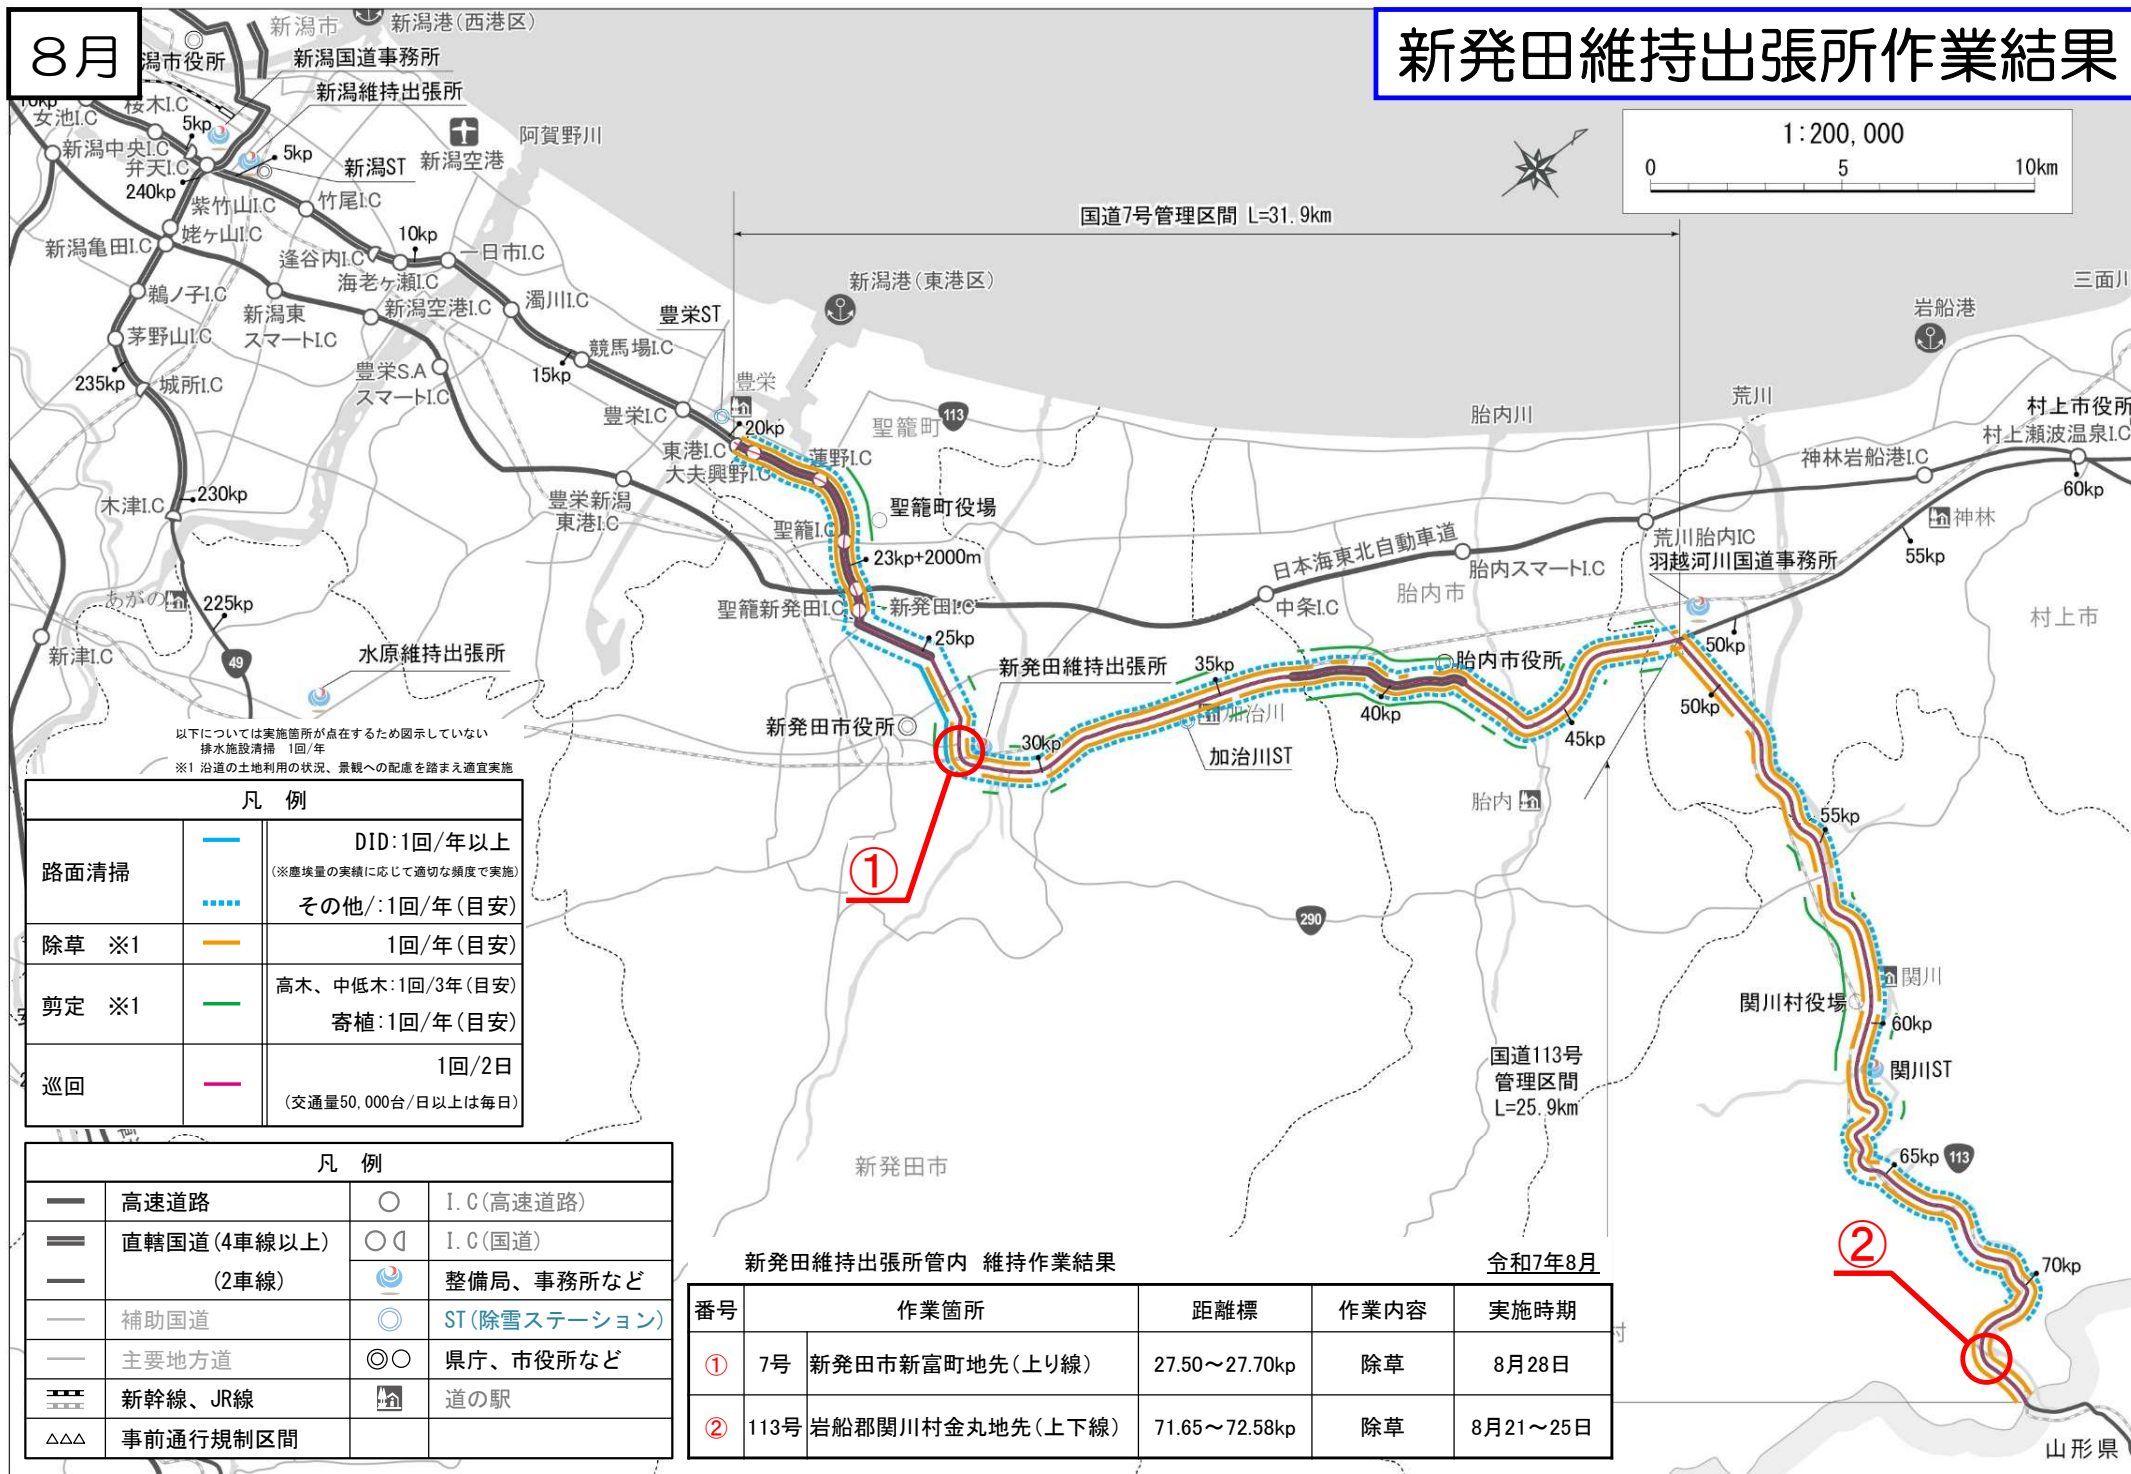 8月
新発田維持出張所作業結果
新潟市
新潟港(西港区)
潟市役所
新潟国道事務所
新潟維持出張所
桜木I.C
女池I.C
5kp
新潟中央I.C
弁天I.C
5kp
新潟ST
新潟空港
阿賀野川
240kp
紫竹山I.C
竹尾I.C
姥ヶ山I.C
新潟亀田I.C
10kp
逢谷内I.C
一日市I.C
海老ヶ瀬I.C
鵜ノ子I.C
新潟東
スマートI.C
新潟空港I.C
濁川I.C
茅野山I.C
235kp
城所I.C
豊栄S.A
スマートI.C
15kp
競馬場I.C
豊栄ST
豊栄
豊栄I.C
20kp
東港I.C
大夫興野I.C
蓮野I.C
新潟港(東港区)
聖籠町
113
1:200,000
0 5 10km
国道7号管理区間 L=31.9km
三面川
岩船港
荒川
胎内川
村上市役所
村上瀬波温泉I.C
神林岩船港I.C
60kp
神林
55kp
荒川胎内IC
羽越河川国道事務所
日本海東北自動車道
胎内スマートI.C
胎内市
中条I.C
村上市
木津I.C
230kp
豊栄新潟
東港I.C
聖籠I.C
聖籠町役場
23kp+2000m
聖籠新発田I.C
新発田I.C
あがの
225kp
49
新津I.C
水原維持出張所
25kp
新発田維持出張所
新発田市役所
30kp
35kp
加治川
加治川ST
40kp
胎内市役所
45kp
50kp
50kp
胎内
55kp
①
290
関川
関川村役場
60kp
関川ST
国道113号
管理区間
L=25.9km
65kp
113
70kp
②
新発田市
村
山形県
以下については実施箇所が点在するため図示していない
排水施設清掃 1回/年
※1 沿道の土地利用の状況、景観への配慮を踏まえ適宜実施
凡 例
路面清掃 DID:1回/年以上
(※塵埃量の実績に応じて適切な頻度で実施)
その他/:1回/年(目安)
除草 ※1 1回/年(目安)
剪定 ※1 高木、中低木:1回/3年(目安)
寄植:1回/年(目安)
巡回 1回/2日
(交通量50,000台/日以上は毎日)
凡 例
高速道路 I.C(高速道路)
直轄国道(4車線以上) I.C(国道)
(2車線) 整備局、事務所など
補助国道 ST(除雪ステーション)
主要地方道 県庁、市役所など
新幹線、JR線 道の駅
事前通行規制区間
新発田維持出張所管内 維持作業結果 令和7年8月
番号 作業箇所 距離標 作業内容 実施時期
① 7号 新発田市新富町地先(上り線) 27.50～27.70kp 除草 8月28日
② 113号 岩船郡関川村金丸地先(上下線) 71.65～72.58kp 除草 8月21～25日